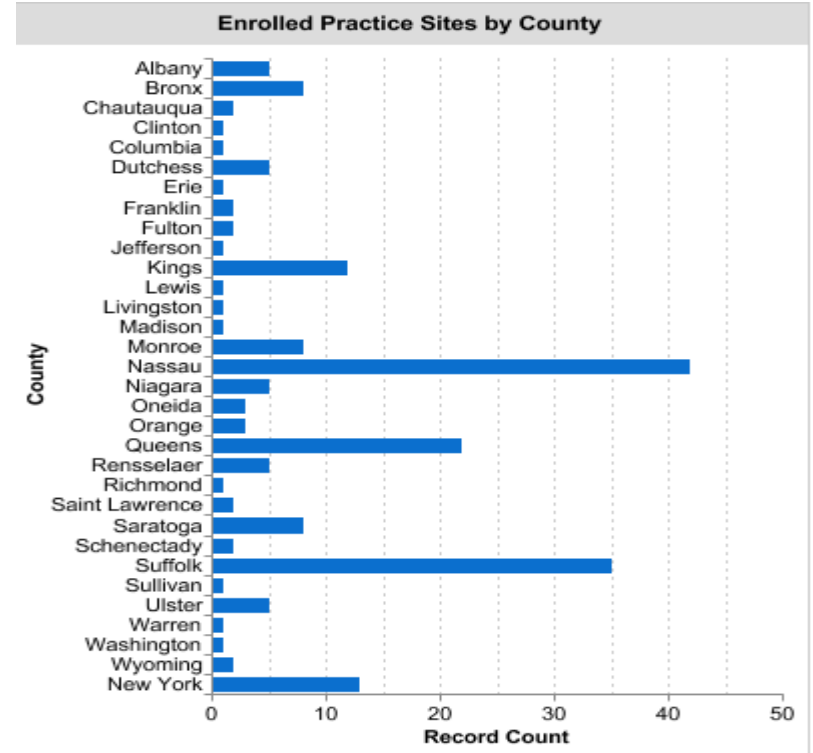 Enrolled Practice Sites by County
Albany
Bronx
Chautauqua
Clinton
Columbia
Dutchess
Erie
Franklin
Fulton
Jefferson
Kings
Lewis
Livingston
Madison
Monroe
Nassau
Niagara
Oneida
Orange
Queens
Rensselaer
Richmond
Saint Lawrence
Saratoga
Schenectady
Suffolk
Sullivan
Ulster
Warren
Washington
Wyoming
New York
County
0 10 20 30 40 50
Record Count